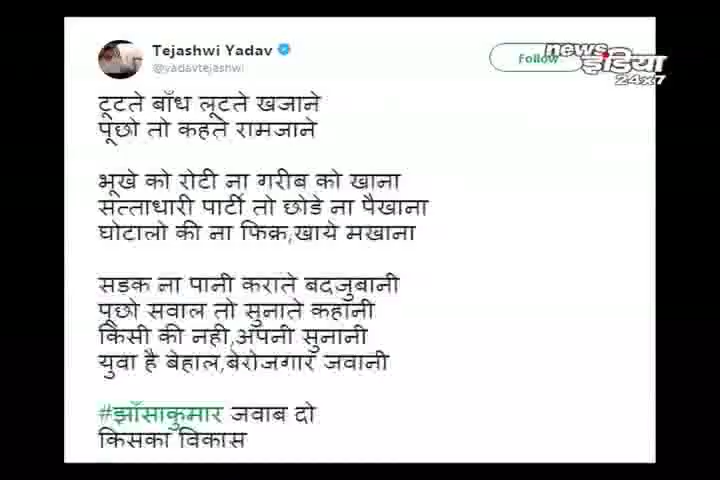 Tejashwi Yadav
@yadavtejashwi
Follow
news
इंडिया
24x7
टूटते बाँध लूटते खजाने
पूछो तो कहते रामजाने
भूखे को रोटी ना गरीब को खाना
सत्ताधारी पार्टी तो छोडे ना पैखाना
घोटालो की ना फिक्र,खाये मखाना
सड़क ना पानी कराते बदजुबानी
पूछो सवाल तो सुनाते कहानी
किसी की नही,अपनी सुनानी
युवा है बेहाल,बेरोजगार जवानी
#झाँसाकुमार जवाब दो
किसका विकास